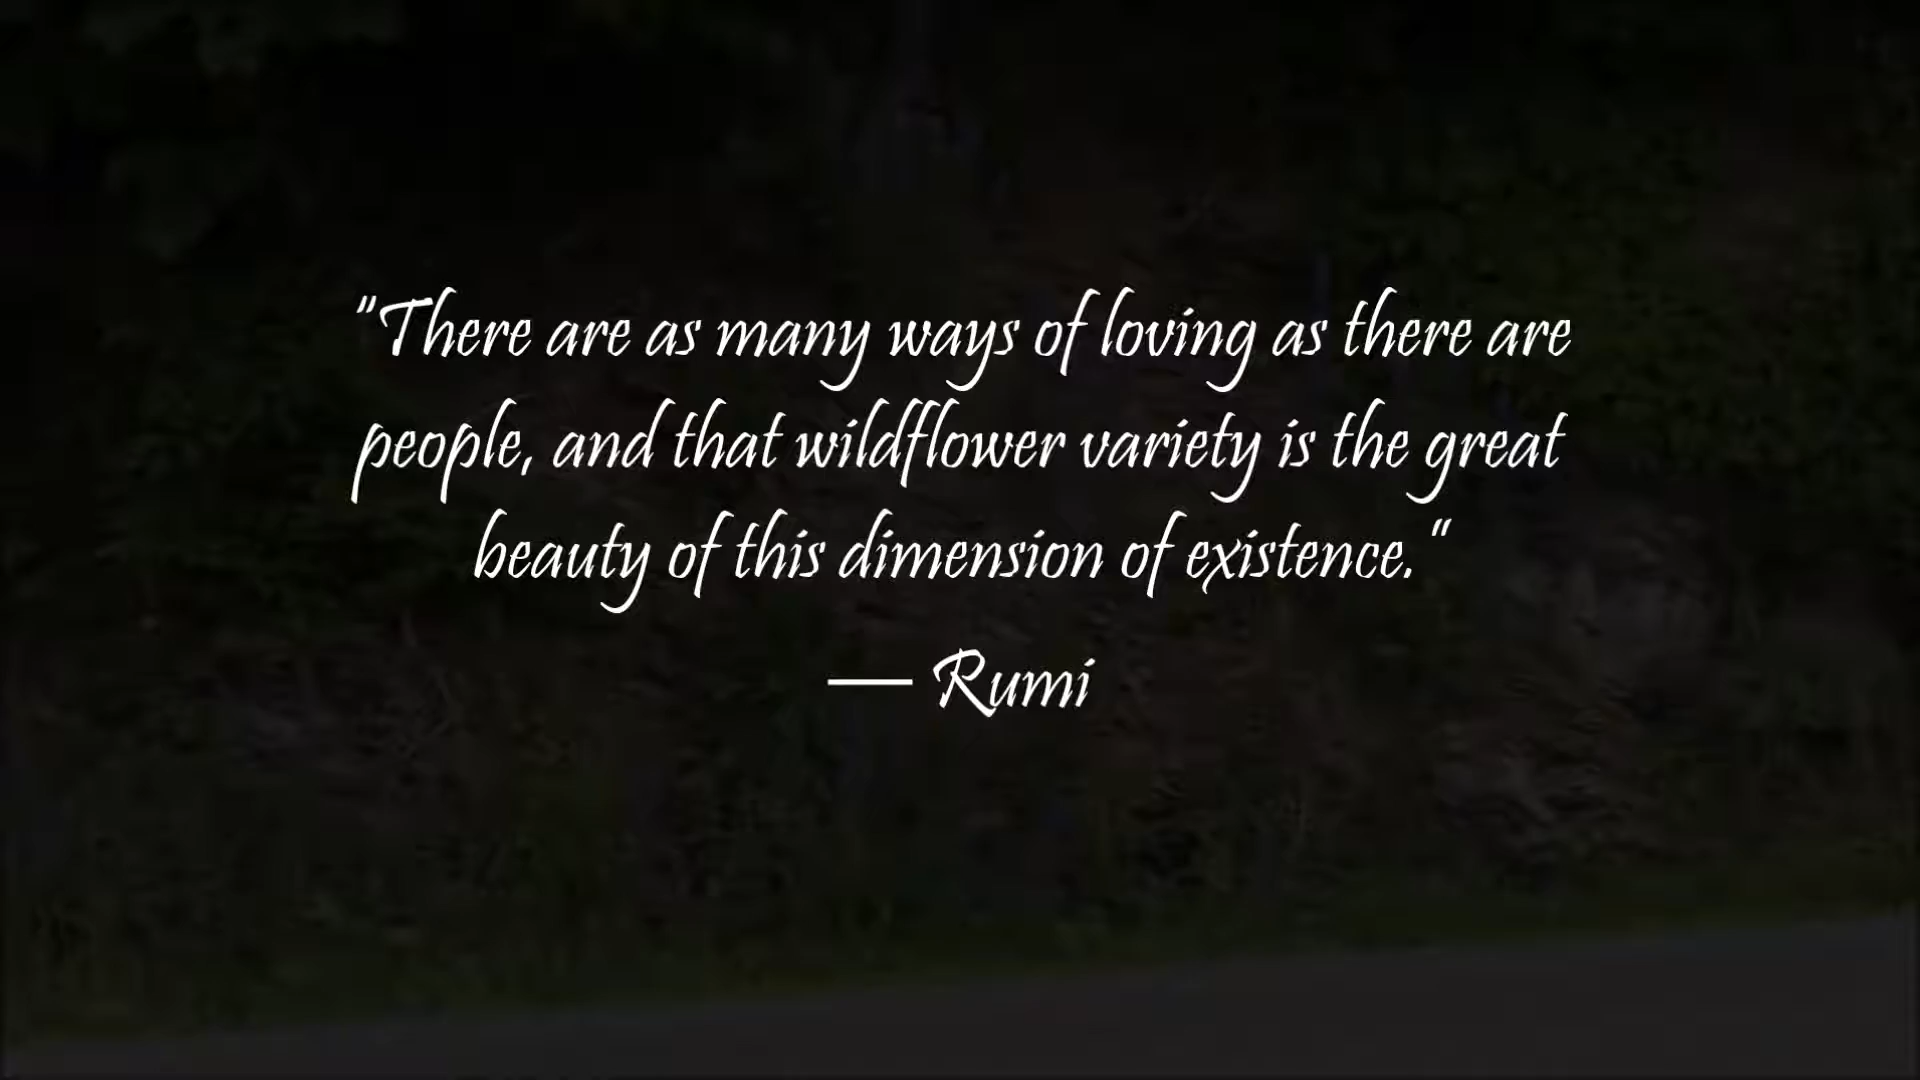 "There are as many ways of loving as there are
people, and that wildflower variety is the great
beauty of this dimension of existence."
— Rumi